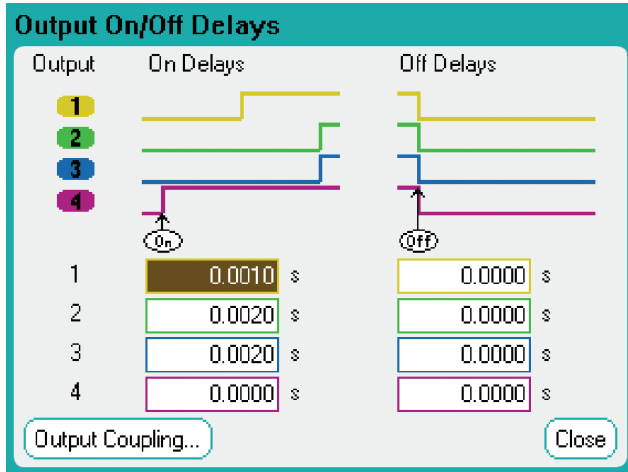 Output On/Off Delays
Output On Delays Off Delays
1
2
3
4
On Off
1 0.0010 s 0.0000 s
2 0.0020 s 0.0000 s
3 0.0020 s 0.0000 s
4 0.0000 s 0.0000 s
Output Coupling... Close